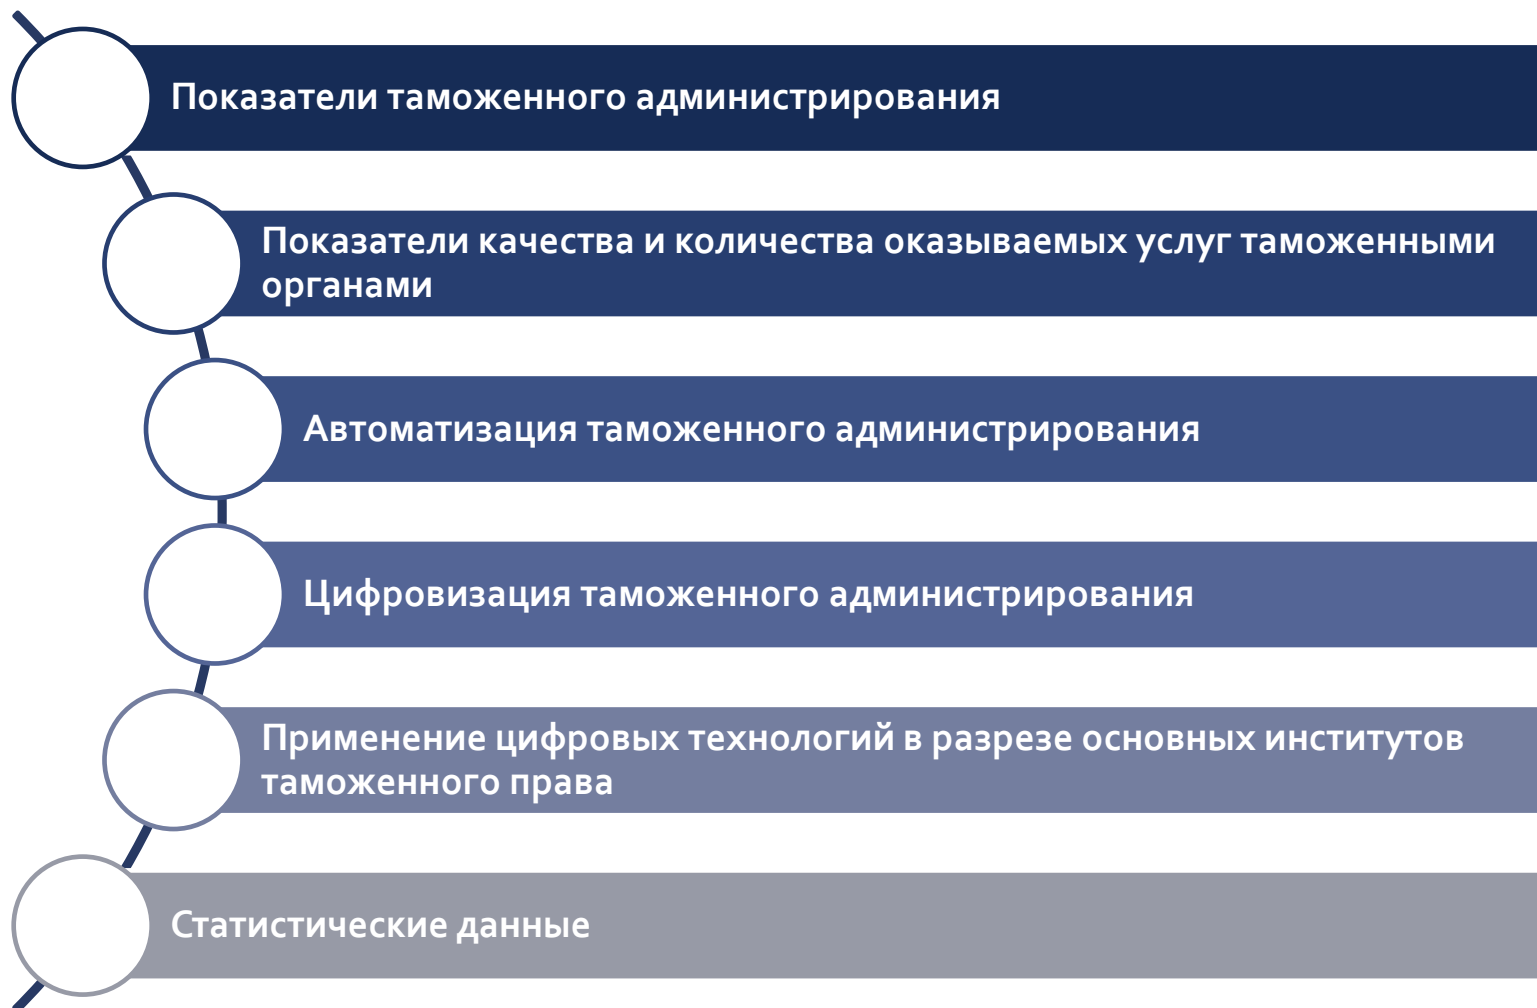 Показатели таможенного администрирования
Показатели качества и количества оказываемых услуг таможенными
органами
Автоматизация таможенного администрирования
Цифровизация таможенного администрирования
Применение цифровых технологий в разрезе основных институтов
таможенного права
Статистические данные